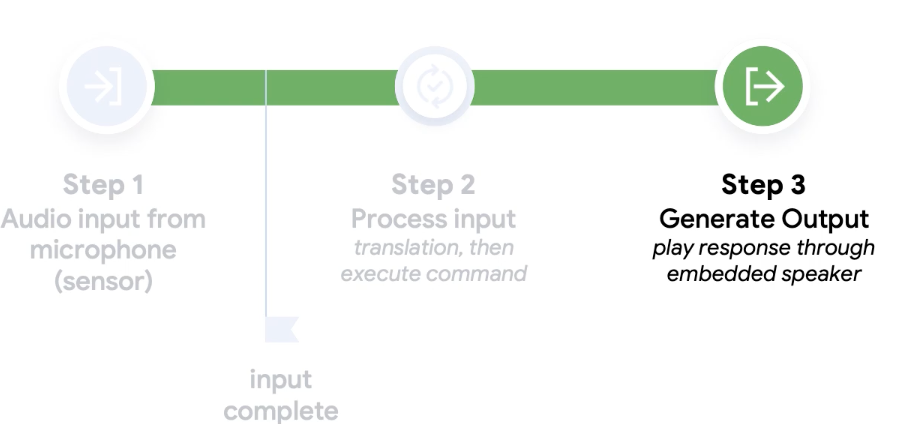 Step 1
Audio input from
microphone
(sensor)
Step 2
Process input
translation, then
execute command
Step 3
Generate Output
play response through
embedded speaker
input
complete